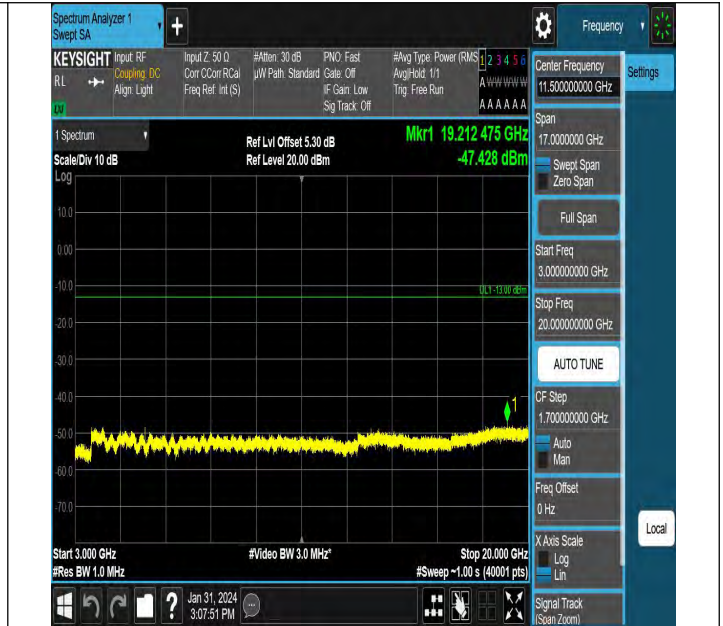 Spectrum Analyzer 1
Swept SA
+
Frequency
KEYSIGHT
RL
Input: RF
Coupling: DC
Align: Light
Input Z: 50 Ω
Corr CCorr RCal
Freq Ref: Int (S)
#Atten: 30 dB
µW Path: Standard
PNO: Fast
Gate: Off
IF Gain: Low
Sig Track: Off
#Avg Type: Power (RMS
Avg|Hold: 1/1
Trig: Free Run
1 2 3 4 5 6
A W W W W W
A A A A A A
1 Spectrum
Scale/Div 10 dB
Log
Ref Lvl Offset 5.30 dB
Ref Level 20.00 dBm
Mkr1 19.212 475 GHz
-47.428 dBm
10.0
0.00
-10.0
-20.0
-30.0
-40.0
-50.0
-60.0
-70.0
UL1 -13.00 dBm
1
Start 3.000 GHz
#Res BW 1.0 MHz
#Video BW 3.0 MHz*
Stop 20.000 GHz
#Sweep ~1.00 s (40001 pts)
Center Frequency
11.500000000 GHz
Settings
Span
17.0000000 GHz
Swept Span
Zero Span
Full Span
Start Freq
3.000000000 GHz
Stop Freq
20.000000000 GHz
AUTO TUNE
CF Step
1.700000000 GHz
Auto
Man
Freq Offset
0 Hz
X Axis Scale
Log
Lin
Local
Signal Track
(Span Zoom)
?
Jan 31, 2024
3:07:51 PM